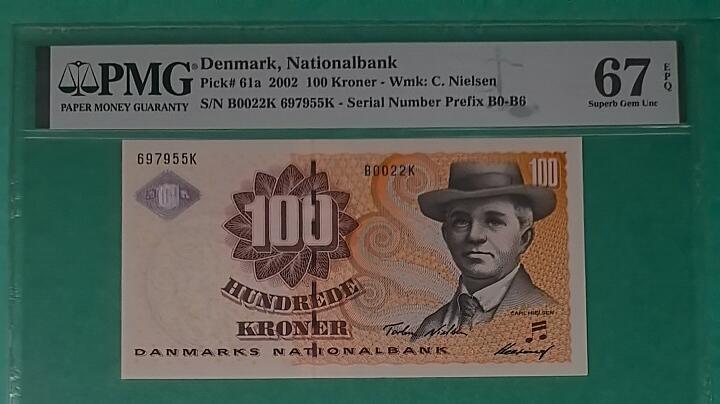 PMG
PAPER MONEY GUARANTY
Denmark, Nationalbank
Pick# 61a 2002 100 Kroner - Wmk: C. Nielsen
S/N B0022K 697955K - Serial Number Prefix B0-B6
67
EPQ
Superb Gem Unc
697955K
B0022K
100
100
HUNDREDE
KRONER
CARL NIELSEN
DANMARKS NATIONALBANK